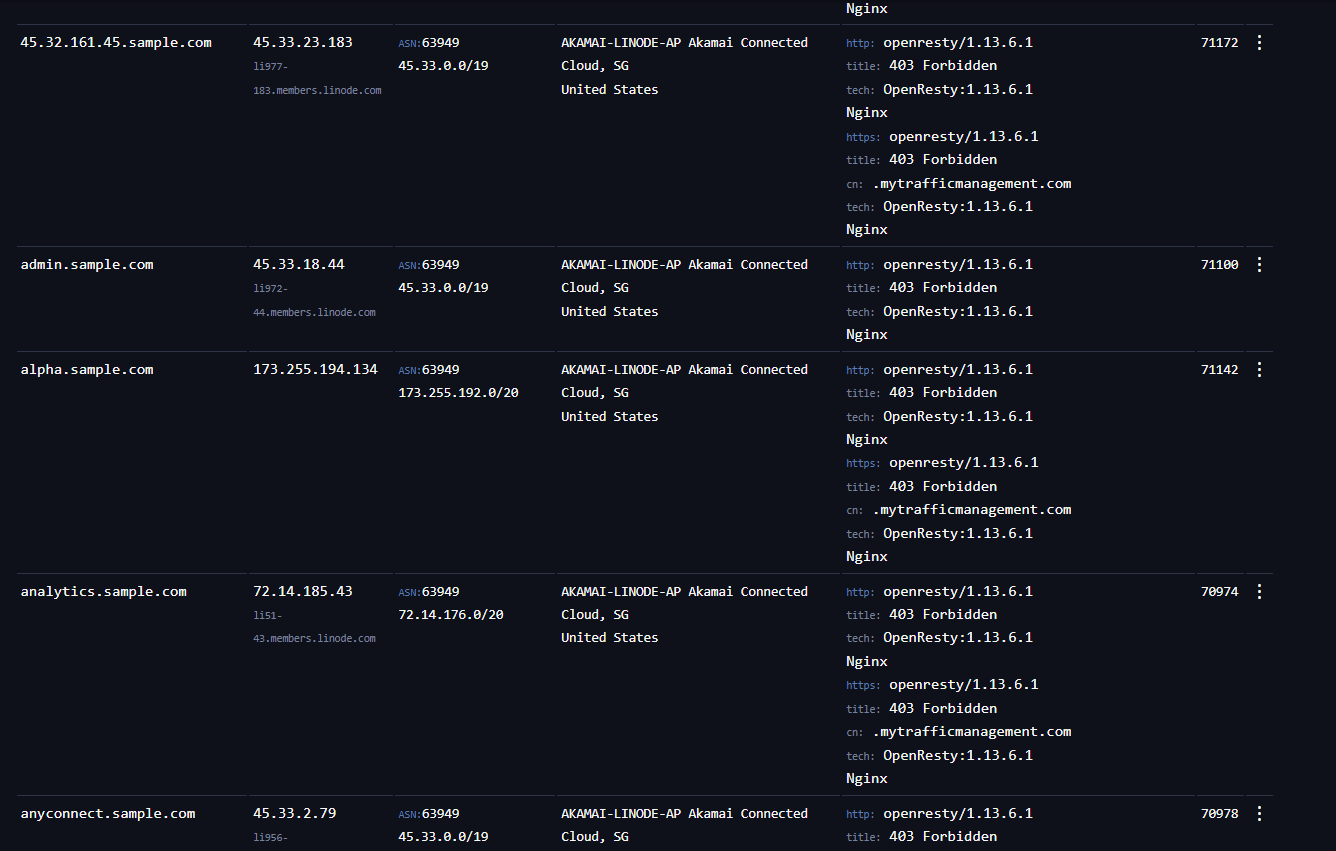 Nginx
45.32.161.45.sample.com 45.33.23.183 ASN:63949 AKAMAI-LINODE-AP Akamai Connected http: openresty/1.13.6.1 71172
li977- 45.33.0.0/19 Cloud, SG title: 403 Forbidden
183.members.linode.com United States tech: OpenResty:1.13.6.1
Nginx
https: openresty/1.13.6.1
title: 403 Forbidden
cn: .mytrafficmanagement.com
tech: OpenResty:1.13.6.1
Nginx
admin.sample.com 45.33.18.44 ASN:63949 AKAMAI-LINODE-AP Akamai Connected http: openresty/1.13.6.1 71100
li972- 45.33.0.0/19 Cloud, SG title: 403 Forbidden
44.members.linode.com United States tech: OpenResty:1.13.6.1
Nginx
alpha.sample.com 173.255.194.134 ASN:63949 AKAMAI-LINODE-AP Akamai Connected http: openresty/1.13.6.1 71142
173.255.192.0/20 Cloud, SG title: 403 Forbidden
United States tech: OpenResty:1.13.6.1
Nginx
https: openresty/1.13.6.1
title: 403 Forbidden
cn: .mytrafficmanagement.com
tech: OpenResty:1.13.6.1
Nginx
analytics.sample.com 72.14.185.43 ASN:63949 AKAMAI-LINODE-AP Akamai Connected http: openresty/1.13.6.1 70974
li51- 72.14.176.0/20 Cloud, SG title: 403 Forbidden
43.members.linode.com United States tech: OpenResty:1.13.6.1
Nginx
https: openresty/1.13.6.1
title: 403 Forbidden
cn: .mytrafficmanagement.com
tech: OpenResty:1.13.6.1
Nginx
anyconnect.sample.com 45.33.2.79 ASN:63949 AKAMAI-LINODE-AP Akamai Connected http: openresty/1.13.6.1 70978
li956- 45.33.0.0/19 Cloud, SG title: 403 Forbidden